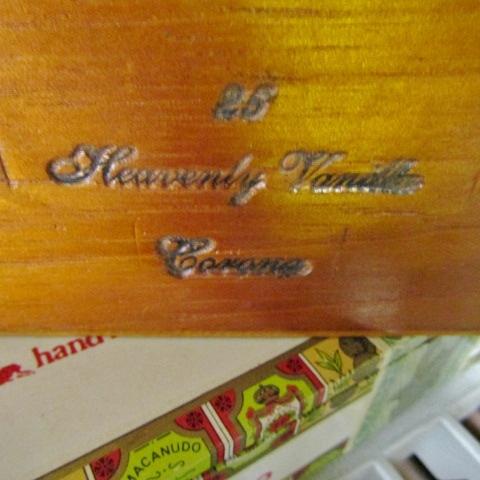 25
Heavenly Vanilla
Corona
hand
MACANUDO